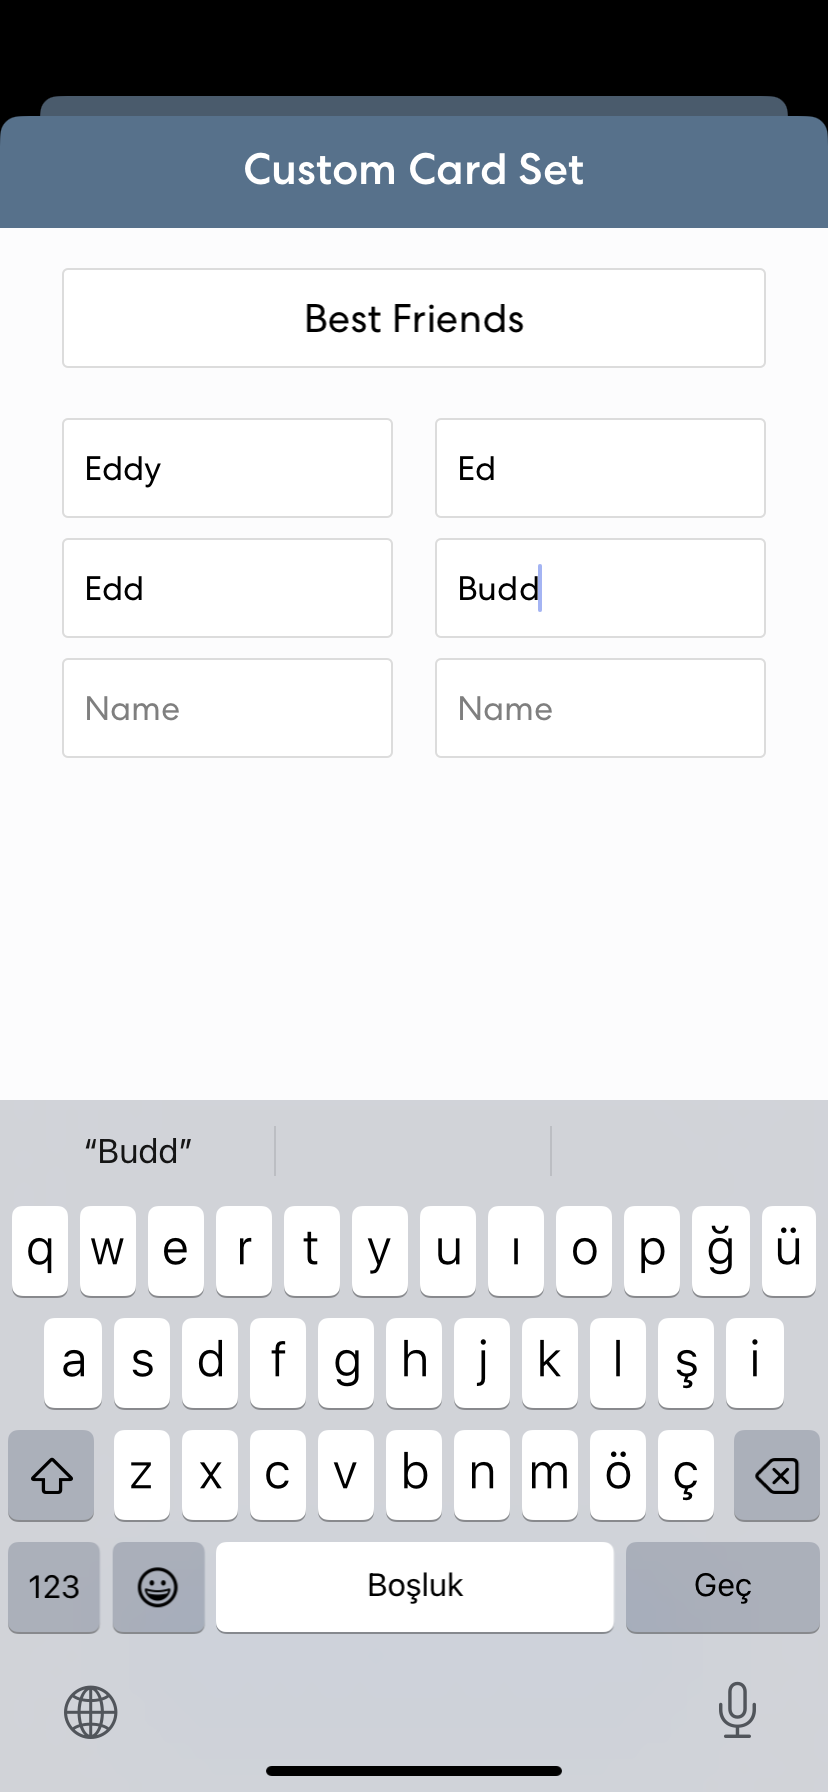 Custom Card Set
Best Friends
Eddy Ed
Edd Budd
Name Name
“Budd”
q w e r t y u ı o p ğ ü
a s d f g h j k l ş i
z x c v b n m ö ç
123 Boşluk Geç